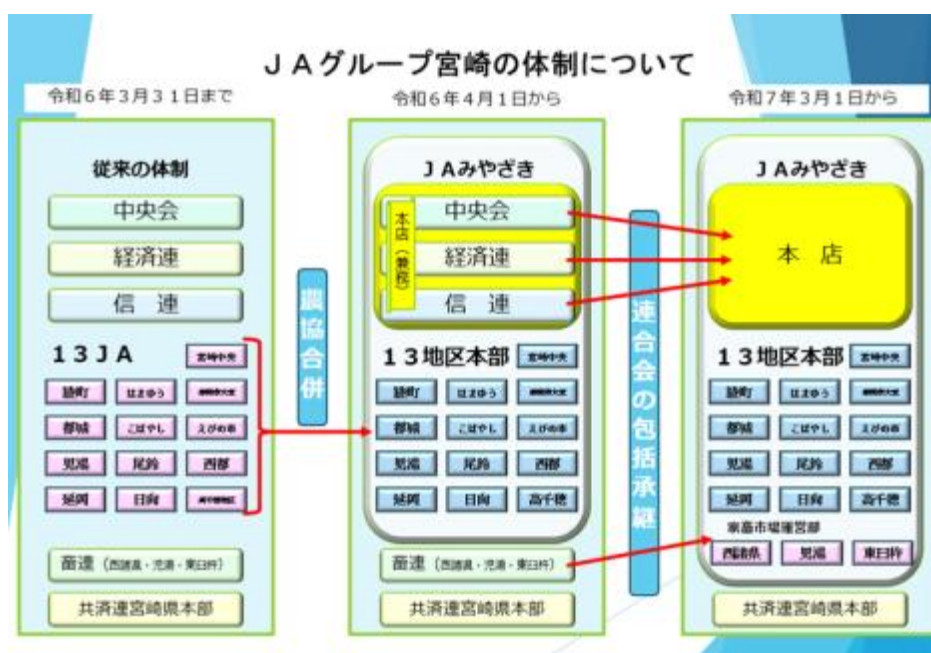 JAグループ宮崎の体制について
令和6年3月31日まで
令和6年4月1日から
令和7年3月1日から
従来の体制
中央会
経済連
信 連
13JA
宮崎中央
綾町
はまゆう
都城
こばやし
えびの市
児湯
尾鈴
西都
延岡
日向
畜連（西諸県・児湯・東臼杵）
共済連宮崎県本部
農協合併
JAみやざき
本店（兼務）
中央会
経済連
信 連
13地区本部
宮崎中央
綾町
はまゆう
都城
こばやし
えびの市
児湯
尾鈴
西都
延岡
日向
高千穂
畜連（西諸県・児湯・東臼杵）
共済連宮崎県本部
連合会の包括承継
JAみやざき
本 店
13地区本部
宮崎中央
綾町
はまゆう
都城
こばやし
えびの市
児湯
尾鈴
西都
延岡
日向
高千穂
家畜市場運営部
西諸県
児湯
東臼杵
共済連宮崎県本部